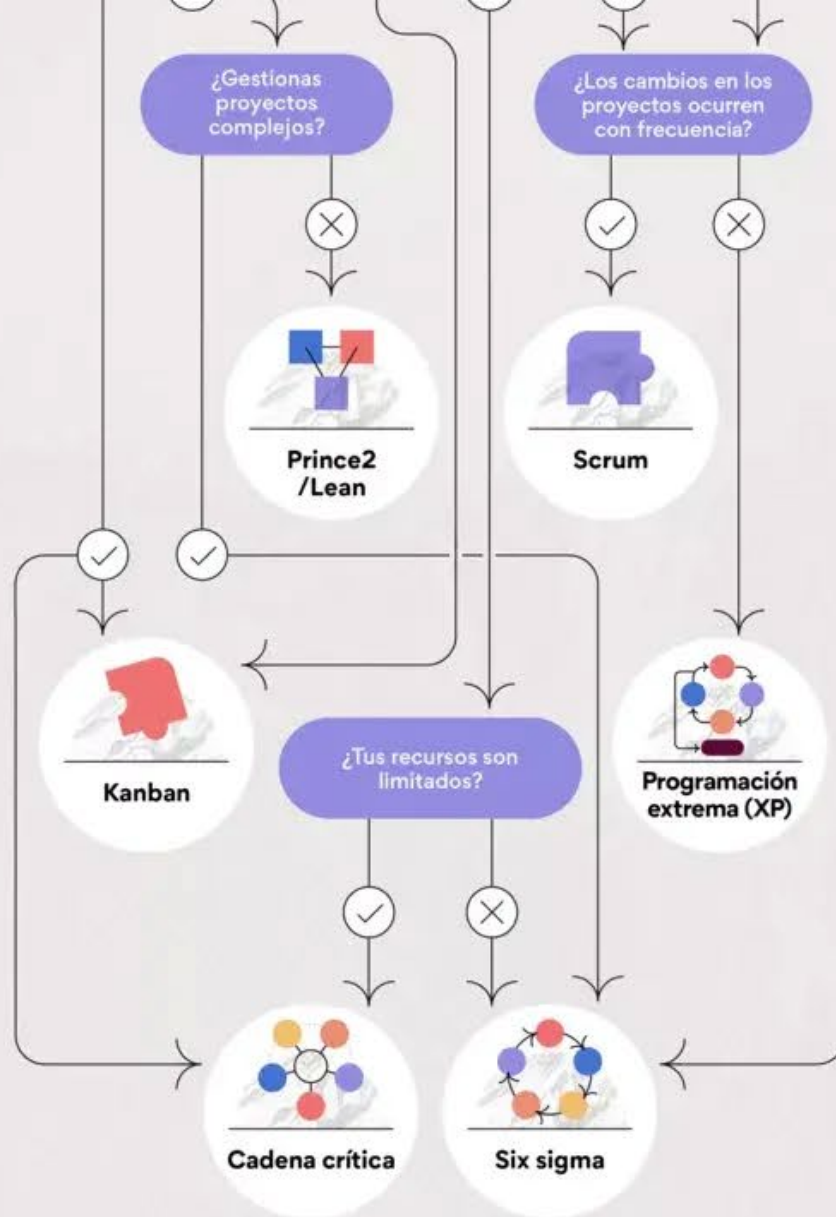 ¿Gestionas
proyectos
complejos?
¿Los cambios en los
proyectos ocurren
con frecuencia?
Prince2
/Lean
Scrum
Kanban
¿Tus recursos son
limitados?
Programación
extrema (XP)
Cadena crítica
Six sigma